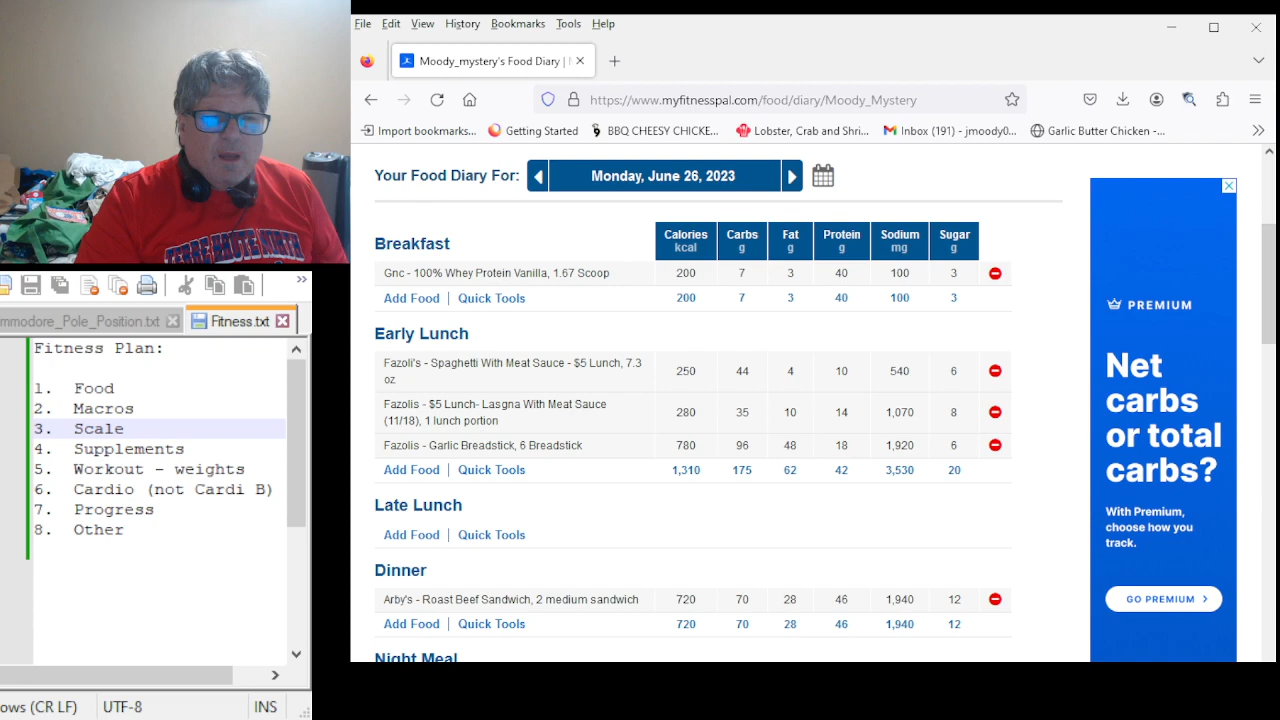 File Edit View History Bookmarks Tools Help
Moody_mystery's Food Diary |
https://www.myfitnesspal.com/food/diary/Moody_Mystery
Import bookmarks... Getting Started BBQ CHEESY CHICKE... Lobster, Crab and Shri... Inbox (191) - jmoody0... Garlic Butter Chicken -...
Your Food Diary For: Monday, June 26, 2023
Breakfast Calories kcal Carbs g Fat g Protein g Sodium mg Sugar g
Gnc - 100% Whey Protein Vanilla, 1.67 Scoop 200 7 3 40 100 3
Add Food | Quick Tools 200 7 3 40 100 3
Early Lunch
Fazoli's - Spaghetti With Meat Sauce - $5 Lunch, 7.3
oz 250 44 4 10 540 6
Fazolis - $5 Lunch- Lasgna With Meat Sauce
(11/18), 1 lunch portion 280 35 10 14 1,070 8
Fazolis - Garlic Breadstick, 6 Breadstick 780 96 48 18 1,920 6
Add Food | Quick Tools 1,310 175 62 42 3,530 20
Late Lunch
Add Food | Quick Tools
Dinner
Arby's - Roast Beef Sandwich, 2 medium sandwich 720 70 28 46 1,940 12
Add Food | Quick Tools 720 70 28 46 1,940 12
Night Meal
PREMIUM
Net
carbs
or total
carbs?
With Premium,
choose how you
track.
GO PREMIUM
TERRE HAUTE NORTH
mmodore_Pole_Position.txt Fitness.txt
Fitness Plan:
1. Food
2. Macros
3. Scale
4. Supplements
5. Workout - weights
6. Cardio (not Cardi B)
7. Progress
8. Other
ows (CR LF) UTF-8 INS